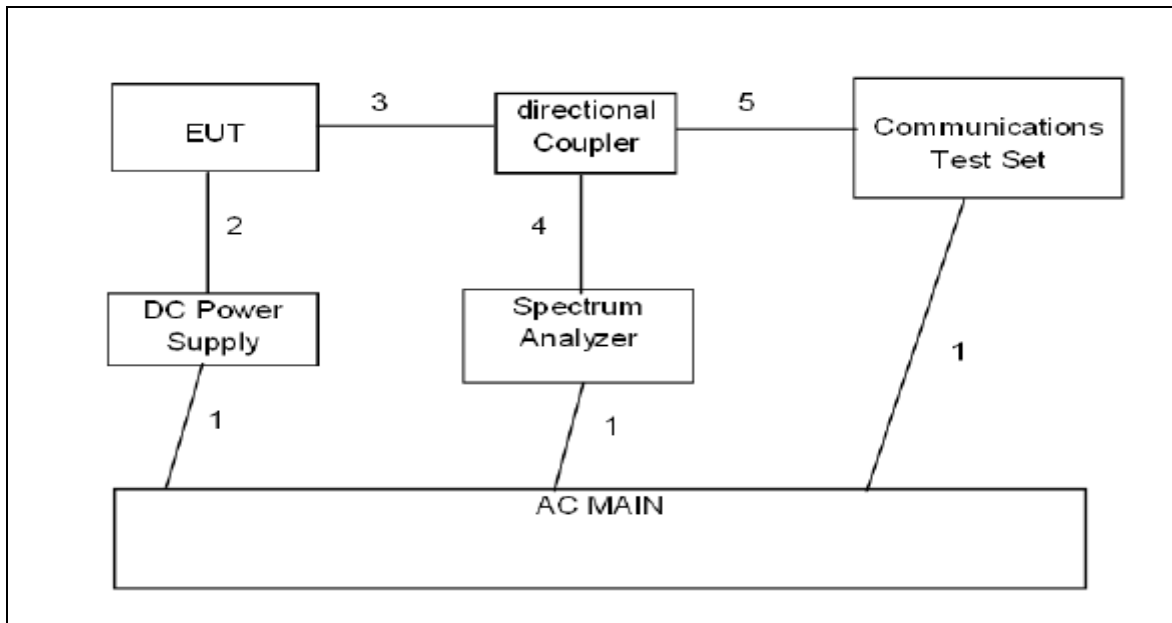 EUT
3
directional
Coupler
5
Communications
Test Set
2
4
DC Power
Supply
Spectrum
Analyzer
1
1
1
AC MAIN